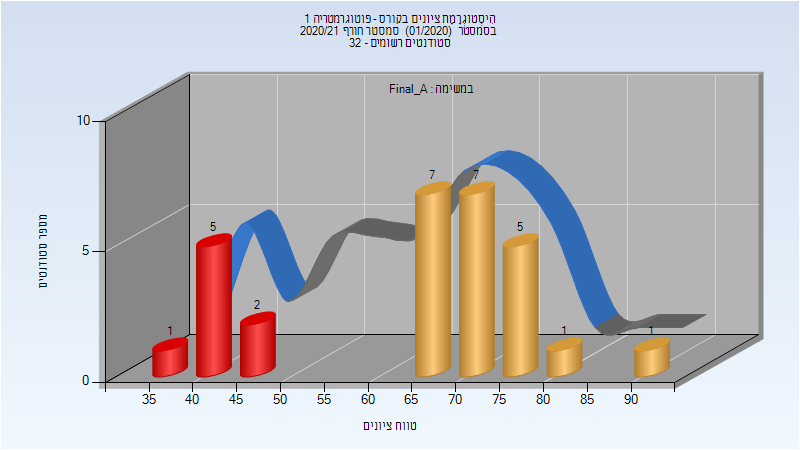 היסטוגרמת ציונים בקורס - פוטוגרמטריה 1
בסמסטר (01/2020) סמסטר חורף 2020/21
סטודנטים רשומים - 32
במשימה : Final_A
10
5
0
מספר סטודנטים
1
5
2
7
7
5
1
1
35 40 45 50 55 60 65 70 75 80 85 90
טווח ציונים